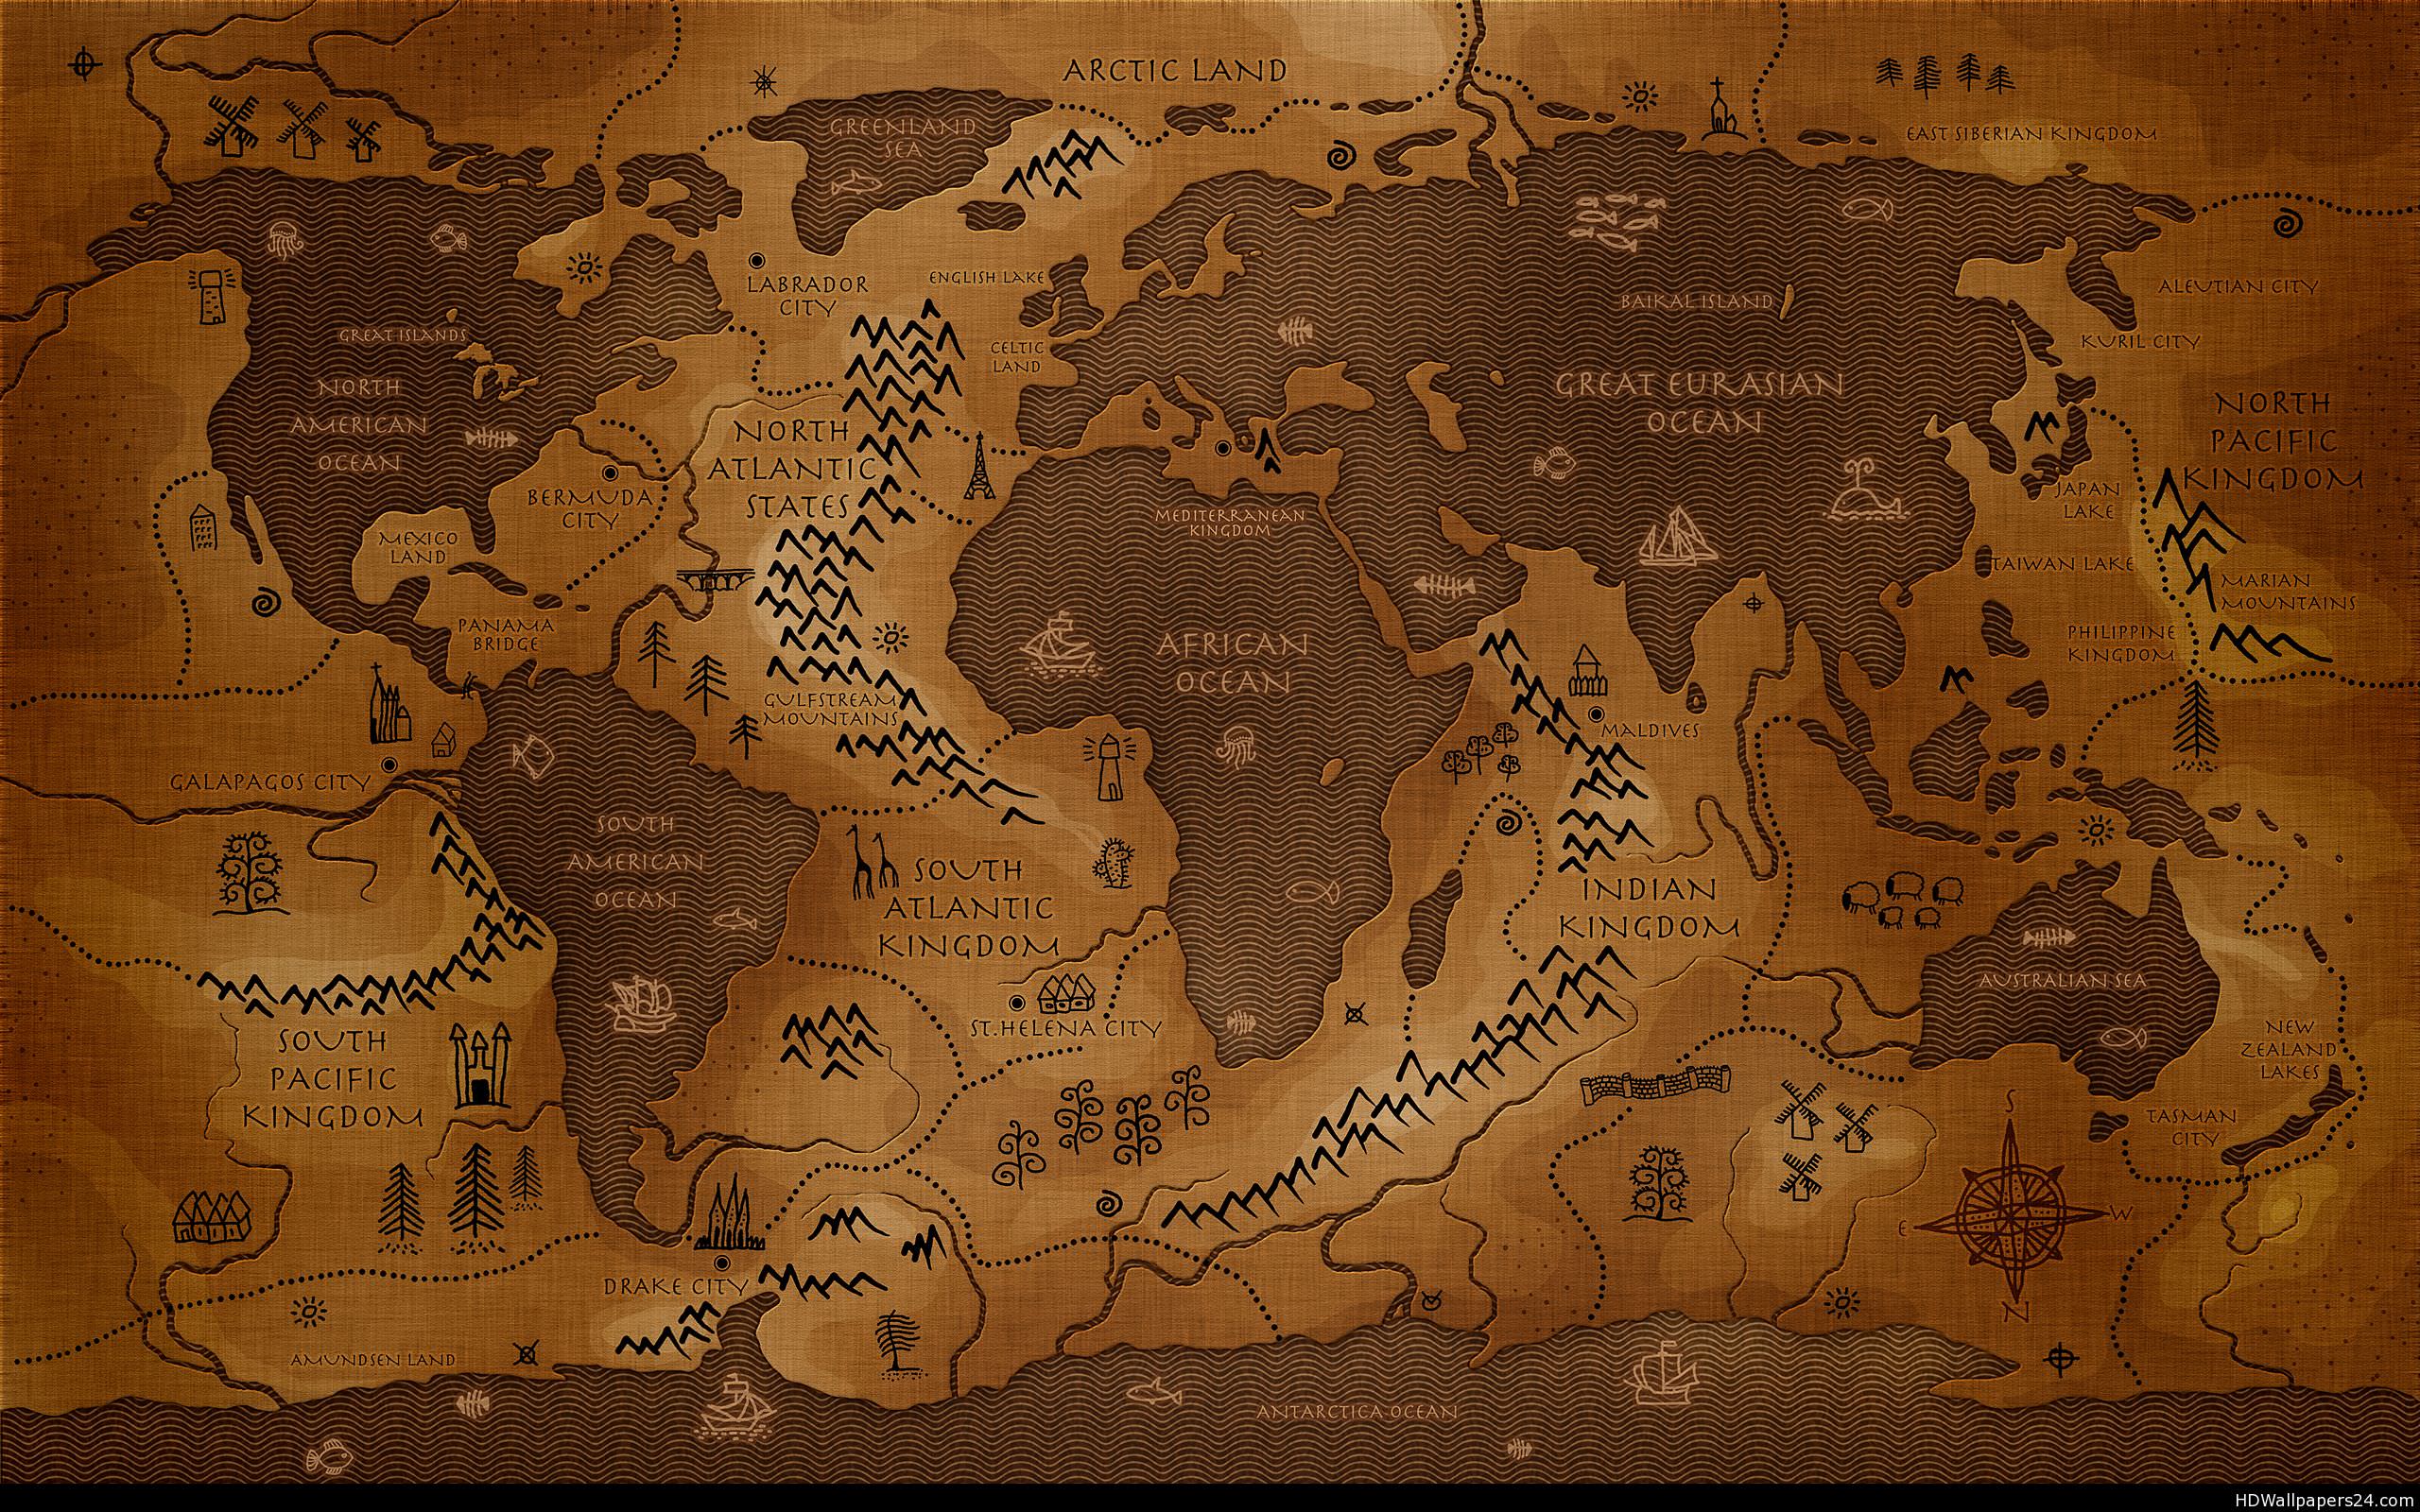 ARCTIC LAND
GREENLAND
SEA
EAST SIBERIAN KINGDOM
LABRADOR
CITY
ENGLISH LAKE
CELTIC
LAND
BAIKAL ISLAND
ALEUTIAN CITY
KURIL CITY
GREAT ISLANDS
NORTH
AMERICAN
OCEAN
GREAT EURASIAN
OCEAN
NORTH
PACIFIC
KINGDOM
NORTH
ATLANTIC
STATES
BERMUDA
CITY
MEXICO
LAND
MEDITERRANEAN
KINGDOM
JAPAN
LAKE
TAIWAN LAKE
MARIAN
MOUNTAINS
PANAMA
BRIDGE
PHILIPPINE
KINGDOM
AFRICAN
OCEAN
GULFSTREAM
MOUNTAINS
MALDIVES
GALAPAGOS CITY
SOUTH
AMERICAN
OCEAN
SOUTH
ATLANTIC
KINGDOM
INDIAN
KINGDOM
AUSTRALIAN SEA
ST.HELENA CITY
SOUTH
PACIFIC
KINGDOM
NEW
ZEALAND
LAKES
TASMAN
CITY
S
E
W
N
DRAKE CITY
AMUNDSEN LAND
ANTARCTICA OCEAN
HDWallpapers24.com